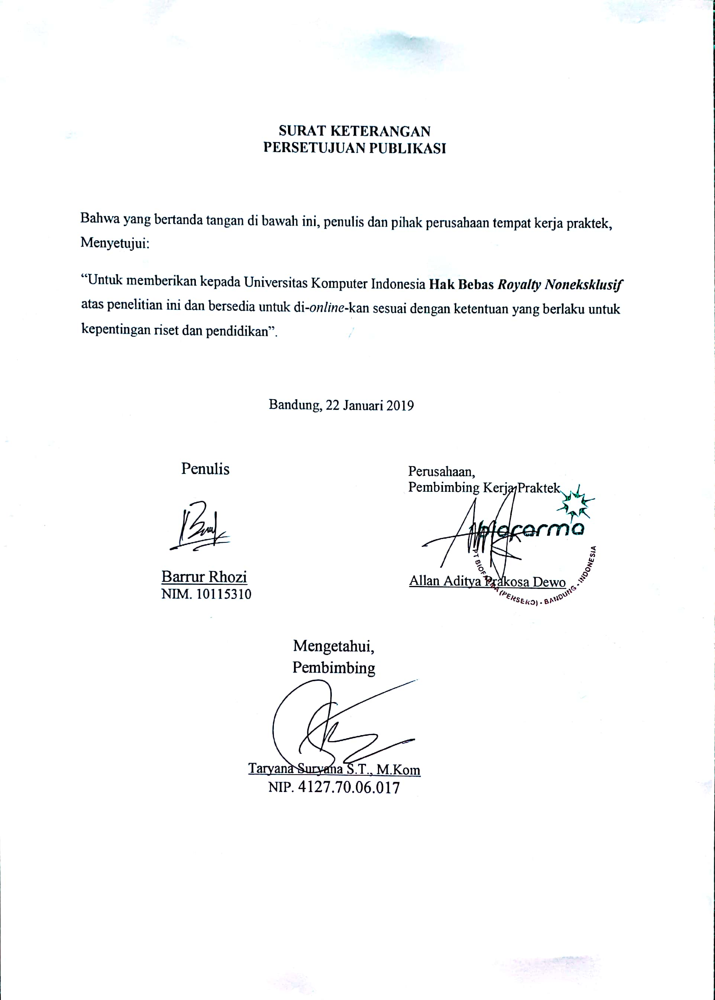 SURAT KETERANGAN
PERSETUJUAN PUBLIKASI
Bahwa yang bertanda tangan di bawah ini, penulis dan pihak perusahaan tempat kerja praktek,
Menyetujui:
“Untuk memberikan kepada Universitas Komputer Indonesia Hak Bebas Royalty Noneksklusif
atas penelitian ini dan bersedia untuk di-online-kan sesuai dengan ketentuan yang berlaku untuk
kepentingan riset dan pendidikan”.
Bandung, 22 Januari 2019
Penulis
Perusahaan,
Pembimbing Kerja Praktek
biofarma
Barrur Rhozi
NIM. 10115310
Allan Aditya Prakosa Dewo
PT BIOFARMA (PERSERO) - BANDUNG - INDONESIA
Mengetahui,
Pembimbing
Taryana Suryana S.T., M.Kom
NIP. 4127.70.06.017